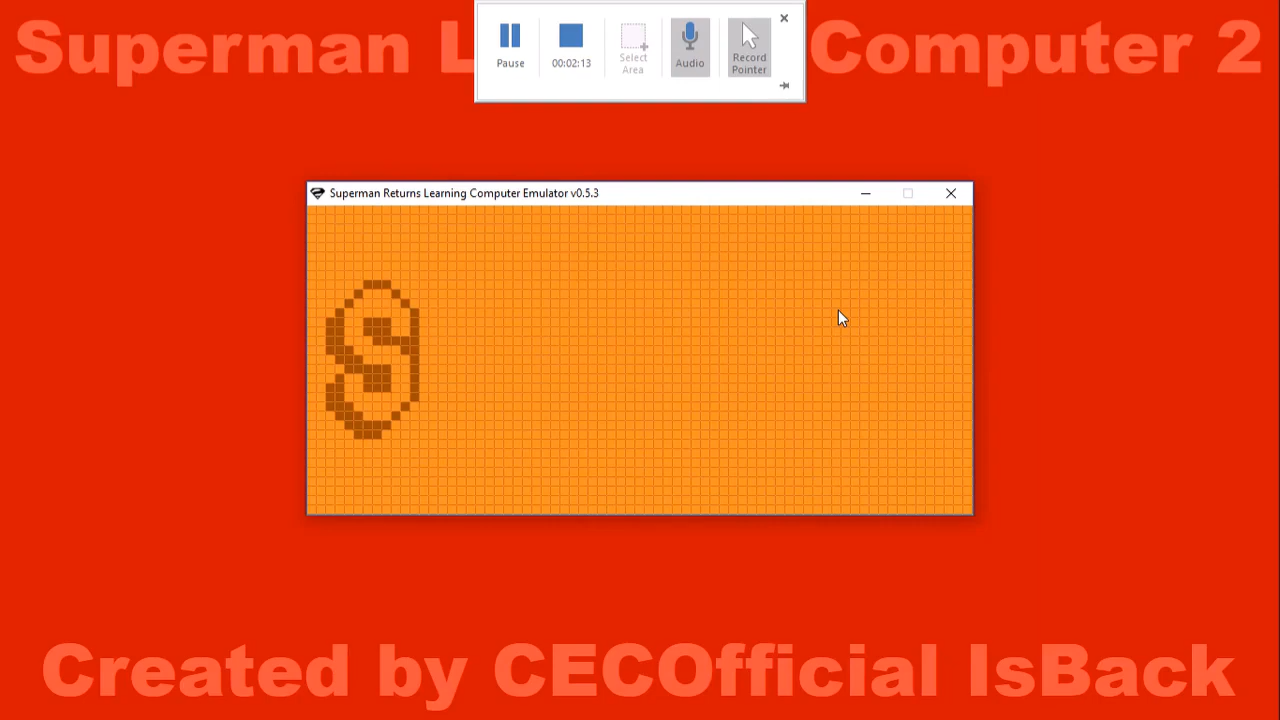 Superman L Computer 2
Pause
00:02:13
Select
Area
Audio
Record
Pointer
Superman Returns Learning Computer Emulator v0.5.3
S
Created by CECOfficial IsBack